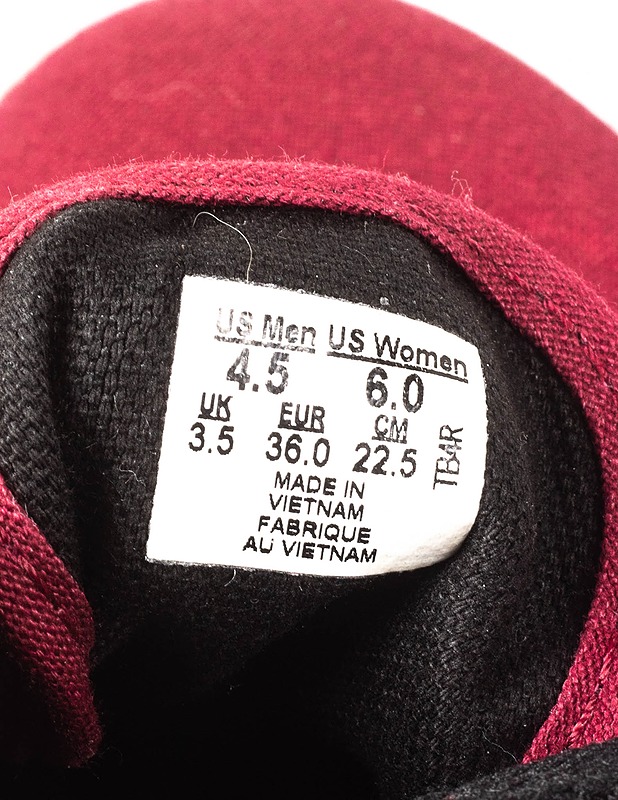 US Men US Women
4.5 6.0
UK EUR CM
3.5 36.0 22.5
TB4R
MADE IN
VIETNAM
FABRIQUE
AU VIETNAM